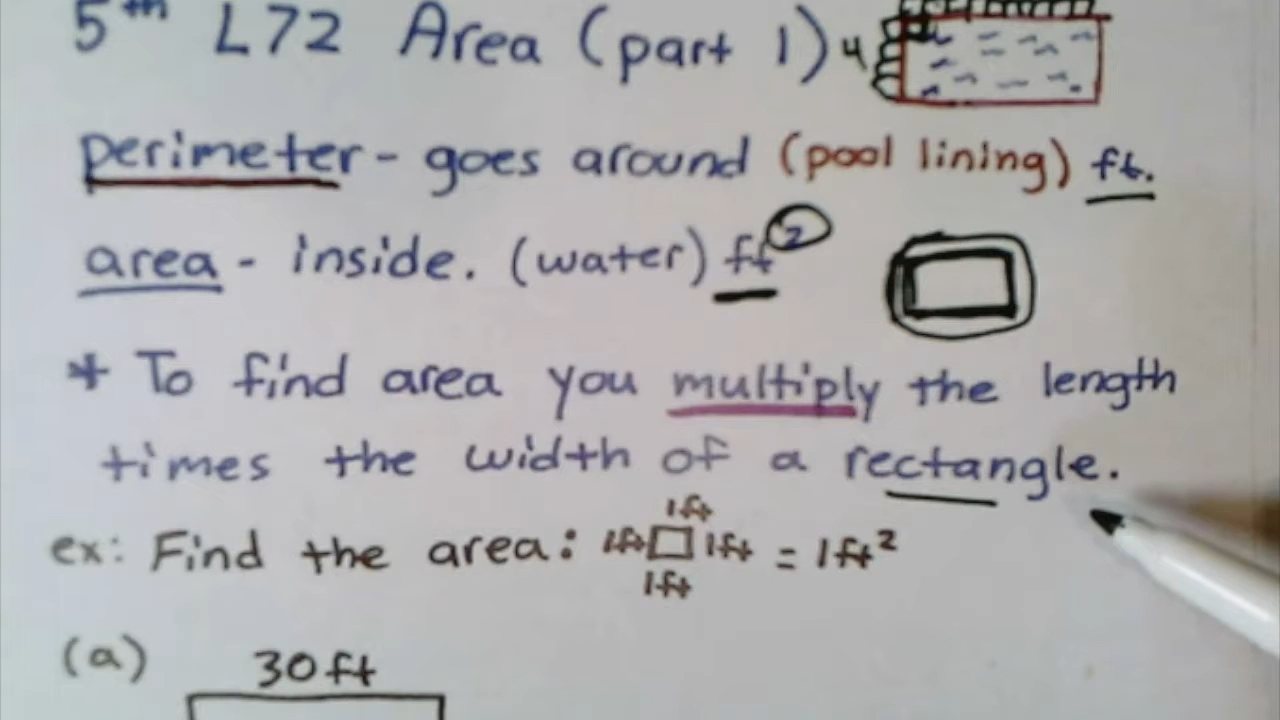 5th L72 Area (part 1) 4
perimeter - goes around (pool lining) ft.
area - inside. (water) ft²
* To find area you multiply the length
times the width of a rectangle.
1ft
ex: Find the area: 1ft 1ft = 1ft²
1ft
(a) 30ft